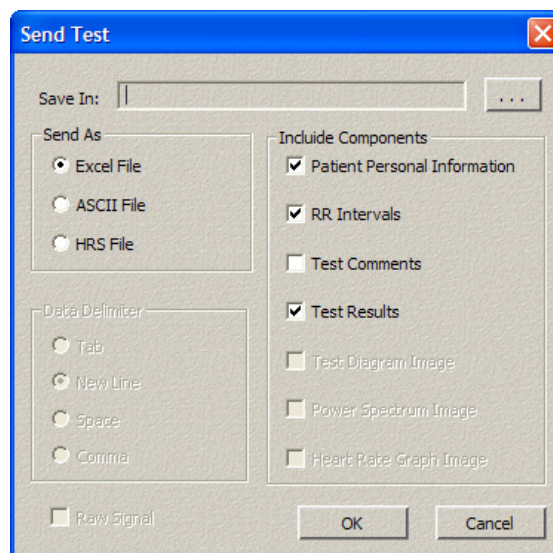 Send Test
Save In:
...
Send As
Excel File
ASCII File
HRS File
Data Delimiter
Tab
New Line
Space
Comma
Raw Signal
Incluide Components
Patient Personal Information
RR Intervals
Test Comments
Test Results
Test Diagram Image
Power Spectrum Image
Heart Rate Graph Image
OK
Cancel